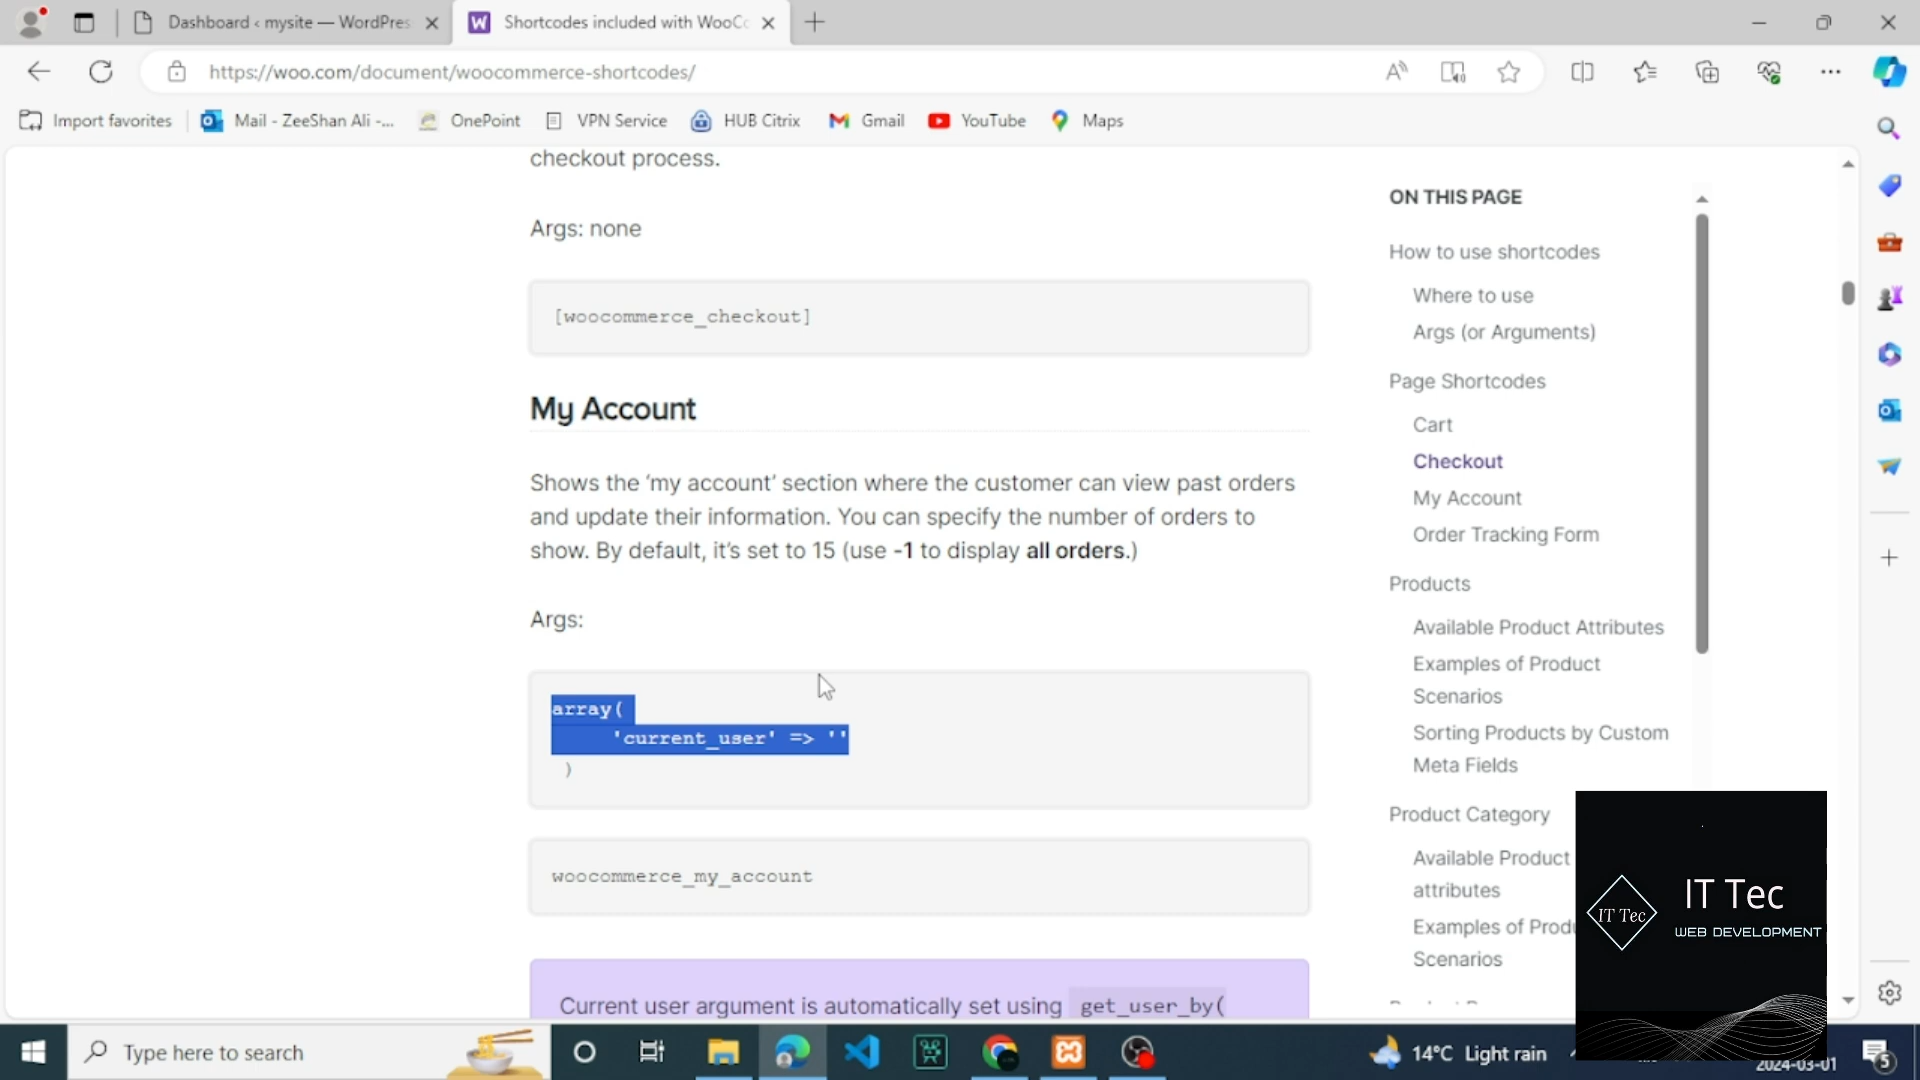 Dashboard ‹ mysite — WordPres
Shortcodes included with WooCo
https://woo.com/document/woocommerce-shortcodes/
Import favorites
Mail - ZeeShan Ali -...
OnePoint
VPN Service
HUB Citrix
Gmail
YouTube
Maps
checkout process.
Args: none
[woocommerce_checkout]
My Account
Shows the ‘my account’ section where the customer can view past orders
and update their information. You can specify the number of orders to
show. By default, it’s set to 15 (use -1 to display all orders.)
Args:
array(
'current_user' => ''
)
woocommerce_my_account
Current user argument is automatically set using get_user_by(
ON THIS PAGE
How to use shortcodes
Where to use
Args (or Arguments)
Page Shortcodes
Cart
Checkout
My Account
Order Tracking Form
Products
Available Product Attributes
Examples of Product
Scenarios
Sorting Products by Custom
Meta Fields
Product Category
Available Product
attributes
Examples of Produ
Scenarios
IT Tec
IT Tec
WEB DEVELOPMENT
Type here to search
14°C Light rain
2024-03-01
5